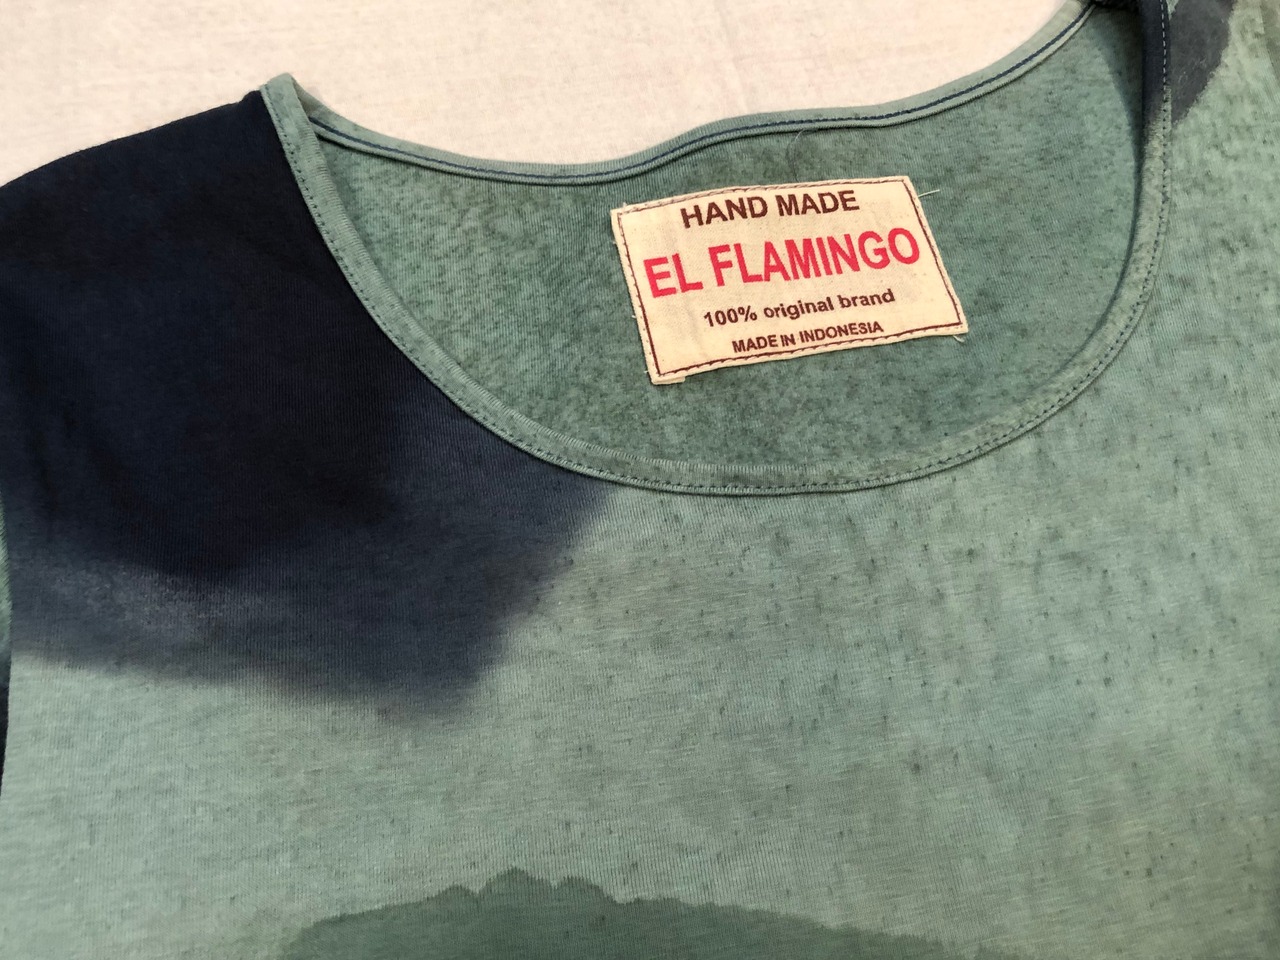 HAND MADE
EL FLAMINGO
100% original brand
MADE IN INDONESIA